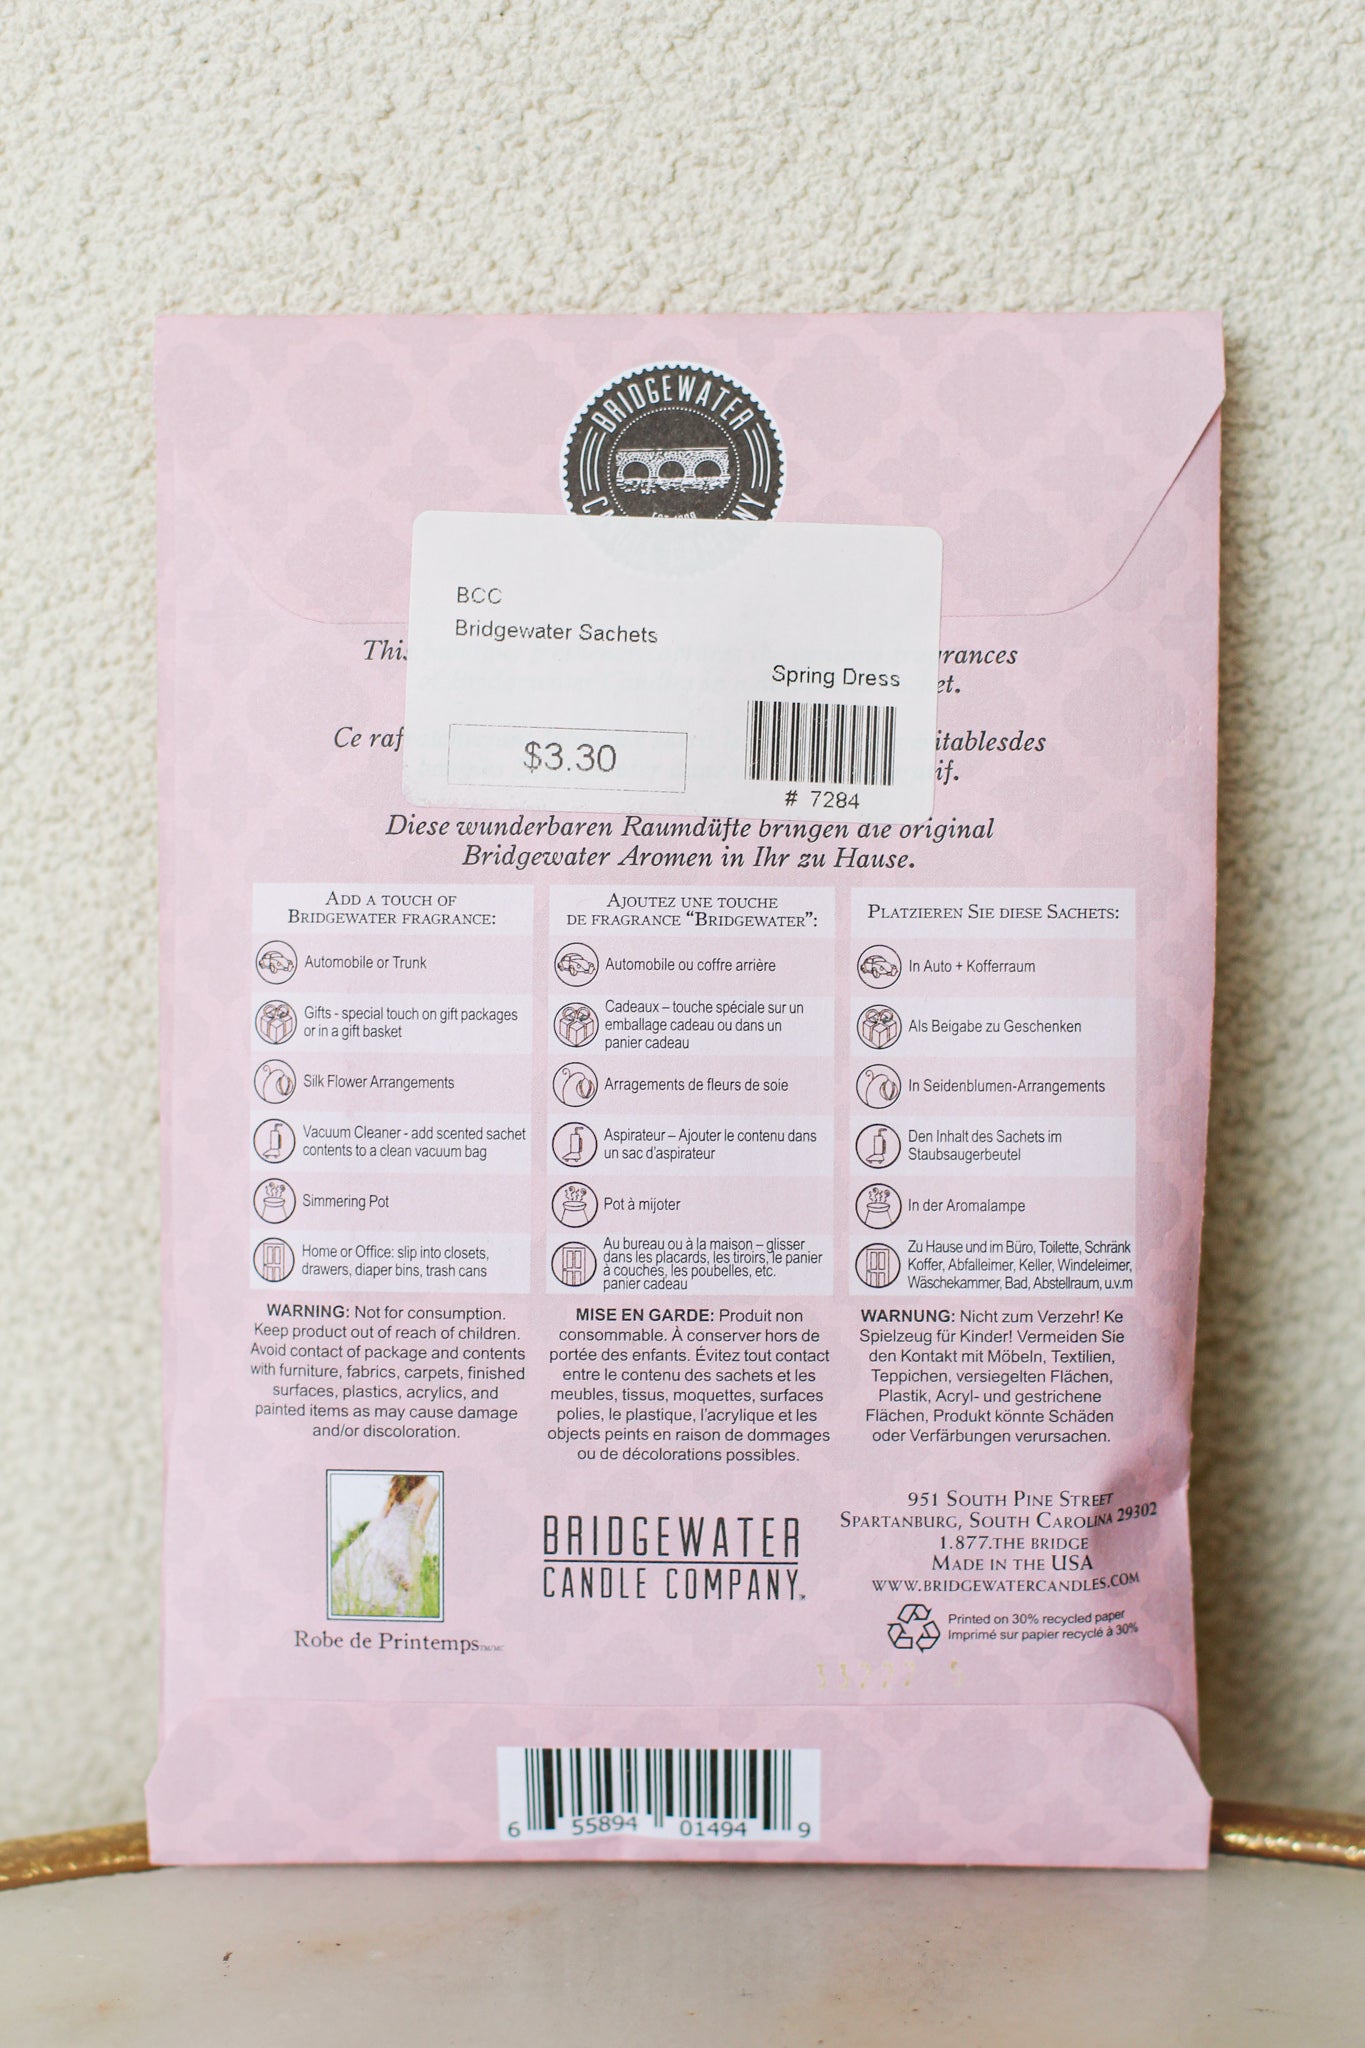 BRIDGEWATER
BCC
Bridgewater Sachets
Spring Dress
$3.30
# 7284
This
et.
Ce
Diese wunderbaren Raumdüfte bringen die original
Bridgewater Aromen in Ihr zu Hause.
ADD A TOUCH OF
BRIDGEWATER FRAGRANCE:
Automobile or Trunk
Gifts - special touch on gift packages
or in a gift basket
Silk Flower Arrangements
Vacuum Cleaner - add scented sachet
contents to a clean vacuum bag
Simmering Pot
Home or Office: slip into closets,
drawers, diaper bins, trash cans
WARNING: Not for consumption.
Keep product out of reach of children.
Avoid contact of package and contents
with furniture, fabrics, carpets, finished
surfaces, plastics, acrylics, and
painted items as may cause damage
and/or discoloration.
AJOUTEZ UNE TOUCHE
DE FRAGRANCE “BRIDGEWATER”:
Automobile ou coffre arrière
Cadeaux – touche spéciale sur un
emballage cadeau ou dans un
panier cadeau
Arragements de fleurs de soie
Aspirateur – Ajouter le contenu dans
un sac d'aspirateur
Pot à mijoter
Au bureau ou à la maison – glisser
dans les placards, les tiroirs, le panier
à couches, les poubelles, etc.
panier cadeau
MISE EN GARDE: Produit non
consommable. À conserver hors de
portée des enfants. Évitez tout contact
entre le contenu des sachets et les
meubles, tissus, moquettes, surfaces
polies, le plastique, l'acrylique et les
objects peints en raison de dommages
ou de décolorations possibles.
PLATZIEREN SIE DIESE SACHETS:
In Auto + Kofferraum
Als Beigabe zu Geschenken
In Seidenblumen-Arrangements
Den Inhalt des Sachets im
Staubsaugerbeutel
In der Aromalampe
Zu Hause und im Büro, Toilette, Schränk
Koffer, Abfalleimer, Keller, Windeleimer,
Wäschekammer, Bad, Abstellraum, u.v.m
WARNUNG: Nicht zum Verzehr! Ke
Spielzeug für Kinder! Vermeiden Sie
den Kontakt mit Möbeln, Textilien,
Teppichen, versiegelten Flächen,
Plastik, Acryl- und gestrichene
Flächen, Produkt könnte Schäden
oder Verfärbungen verursachen.
Robe de Printemps
BRIDGEWATER
CANDLE COMPANY™
951 SOUTH PINE STREET
SPARTANBURG, SOUTH CAROLINA 29302
1.877.THE BRIDGE
MADE IN THE USA
WWW.BRIDGEWATERCANDLES.COM
Printed on 30% recycled paper
Imprimé sur papier recyclé à 30%
6 55894 01494 9